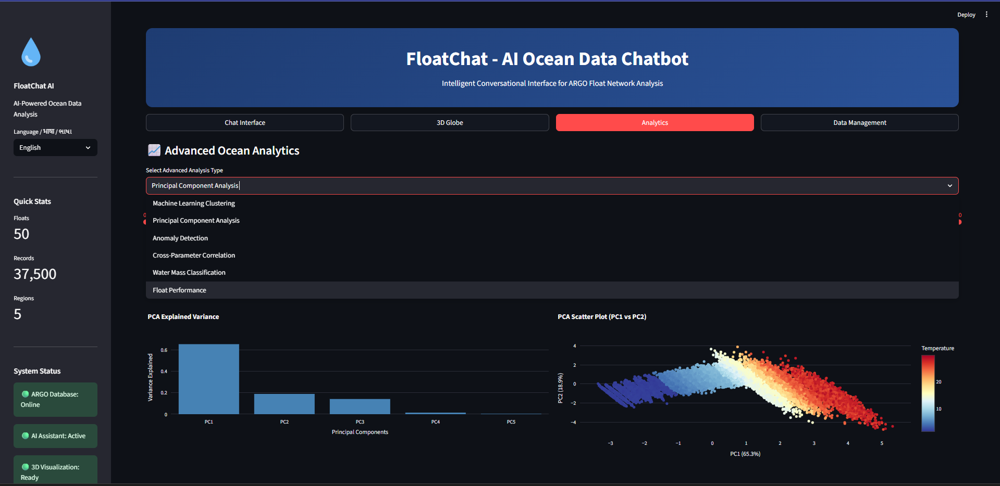 Deploy
FloatChat AI
AI-Powered Ocean Data
Analysis
Language / भाषा / ભાષા
English
Quick Stats
Floats
50
Records
37,500
Regions
5
System Status
ARGO Database:
Online
AI Assistant: Active
3D Visualization:
Ready
FloatChat - AI Ocean Data Chatbot
Intelligent Conversational Interface for ARGO Float Network Analysis
Chat Interface
3D Globe
Analytics
Data Management
Advanced Ocean Analytics
Select Advanced Analysis Type
Principal Component Analysis
Machine Learning Clustering
Principal Component Analysis
Anomaly Detection
Cross-Parameter Correlation
Water Mass Classification
Float Performance
PCA Explained Variance
Variance Explained
0.6
0.4
0.2
0
PC1 PC2 PC3 PC4 PC5
Principal Components
PCA Scatter Plot (PC1 vs PC2)
PC2 (18.9%)
4
2
0
−2
−4
−3 −2 −1 0 1 2 3 4 5
PC1 (65.3%)
Temperature
20
10